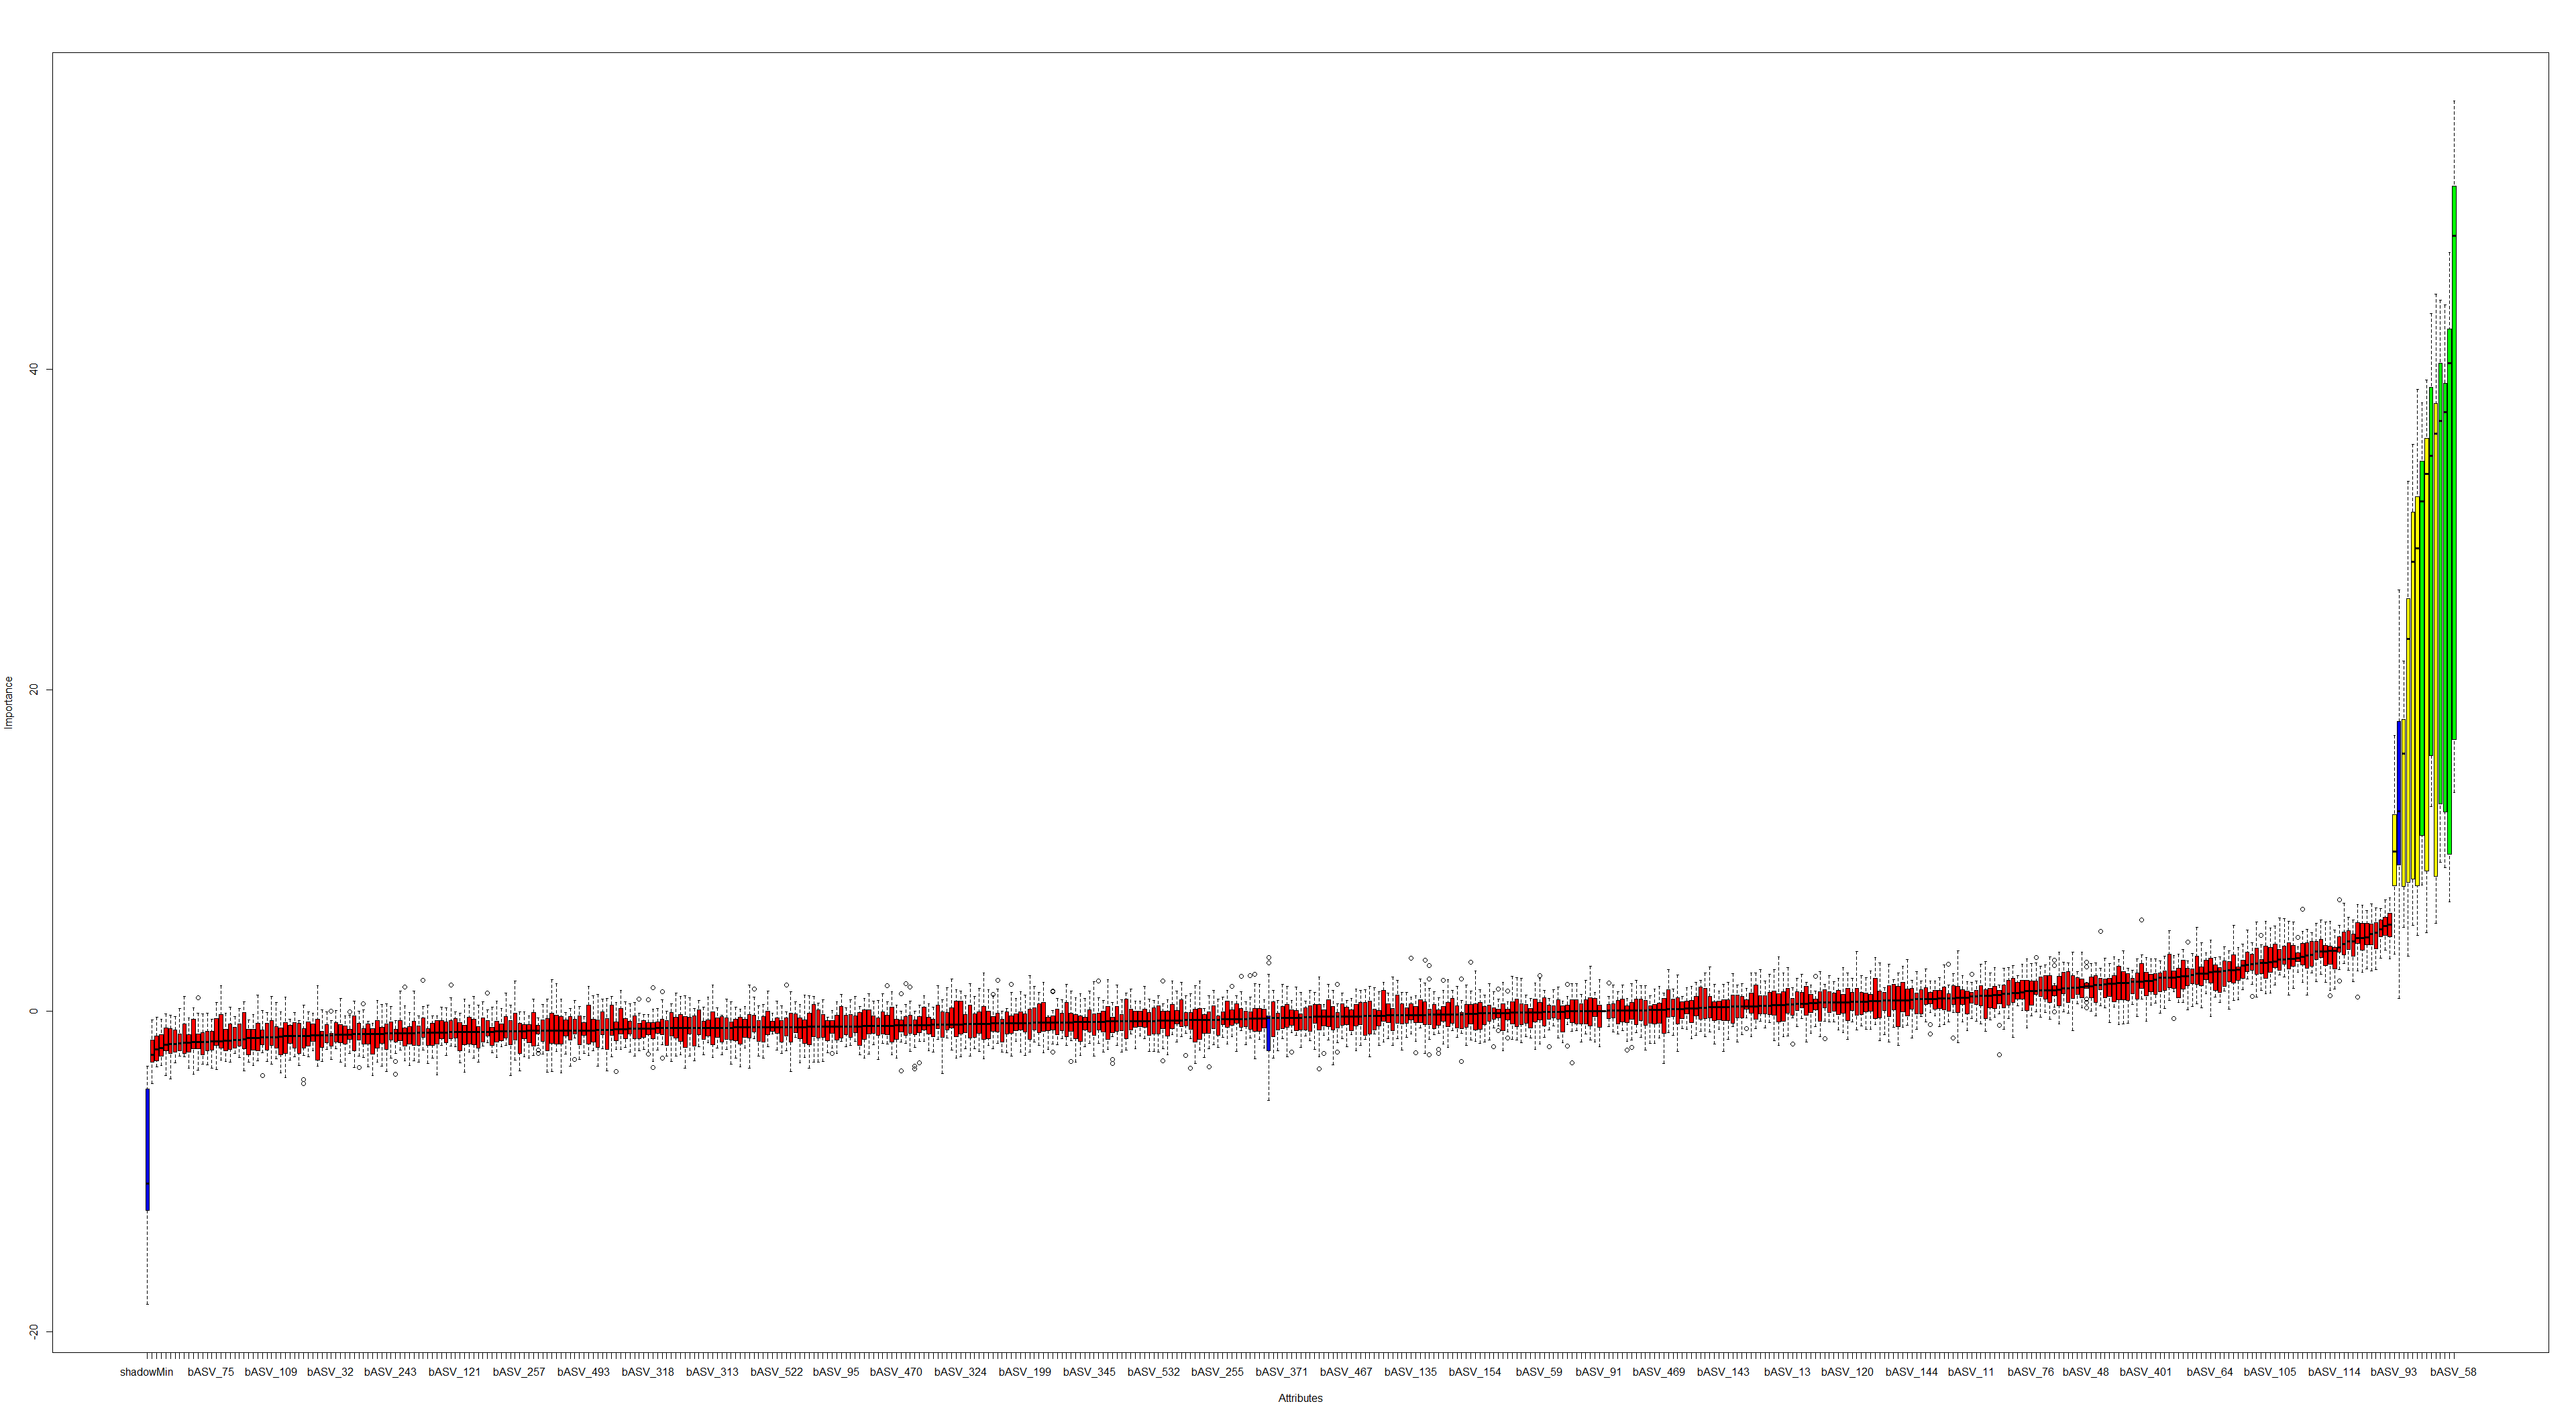 40
20
0
-20
Importance
shadowMin bASV_75 bASV_109 bASV_32 bASV_243 bASV_121 bASV_257 bASV_493 bASV_318 bASV_313 bASV_522 bASV_95 bASV_470 bASV_324 bASV_199 bASV_345 bASV_532 bASV_255 bASV_371 bASV_467 bASV_135 bASV_154 bASV_59 bASV_91 bASV_469 bASV_143 bASV_13 bASV_120 bASV_144 bASV_11 bASV_76 bASV_48 bASV_401 bASV_64 bASV_105 bASV_114 bASV_93 bASV_58
Attributes